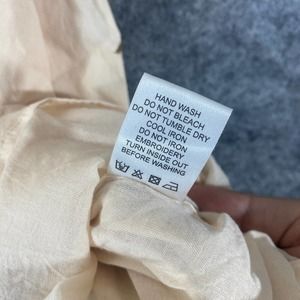 HAND WASH
DO NOT BLEACH
DO NOT TUMBLE DRY
COOL IRON
DO NOT IRON
EMBROIDERY
TURN INSIDE OUT
BEFORE WASHING